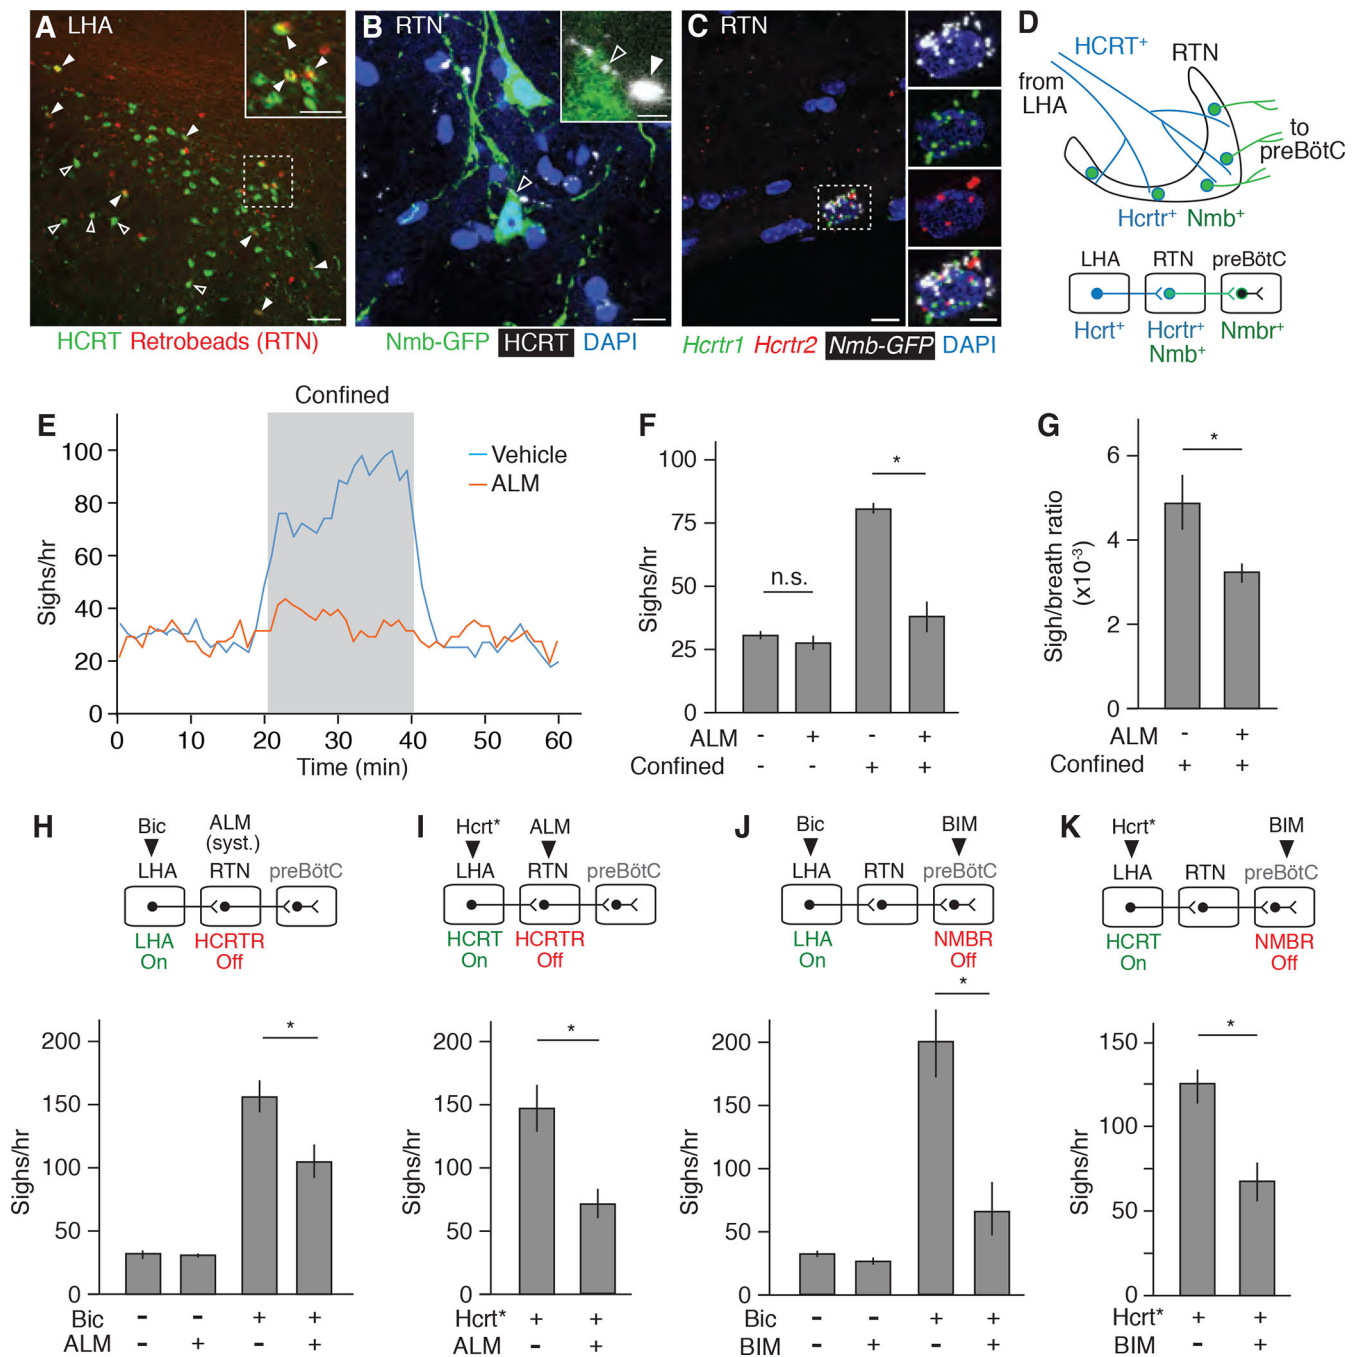 A LHA
HCRT Retrobeads (RTN)
B RTN
Nmb-GFP HCRT DAPI
C RTN
Hcrtr1 Hcrtr2 Nmb-GFP DAPI
D
HCRT+
from
LHA
RTN
to
preBötC
Hcrtr+ Nmb+
LHA RTN preBötC
Hcrt+ Hcrtr+ Nmbr+
Nmb+
E
Confined
Vehicle
ALM
Sighs/hr
100
80
60
40
20
0
0 10 20 30 40 50 60
Time (min)
F
Sighs/hr
100
75
50
25
0
n.s.
*
ALM - + - +
Confined - - + +
G
Sigh/breath ratio
(x10-3)
6
4
2
0
*
ALM - +
Confined + +
H
Bic ALM
(syst.)
LHA RTN preBötC
LHA HCRTR
On Off
Sighs/hr
200
150
100
50
0
*
Bic - - + +
ALM - + - +
I
Hcrt* ALM
LHA RTN preBötC
HCRT HCRTR
On Off
Sighs/hr
200
150
100
50
0
*
Hcrt* + +
ALM - +
J
Bic BIM
LHA RTN preBötC
LHA NMBR
On Off
Sighs/hr
200
150
100
50
0
*
Bic - - + +
BIM - + - +
K
Hcrt* BIM
LHA RTN preBötC
HCRT NMBR
On Off
Sighs/hr
150
100
50
0
*
Hcrt* + +
BIM - +